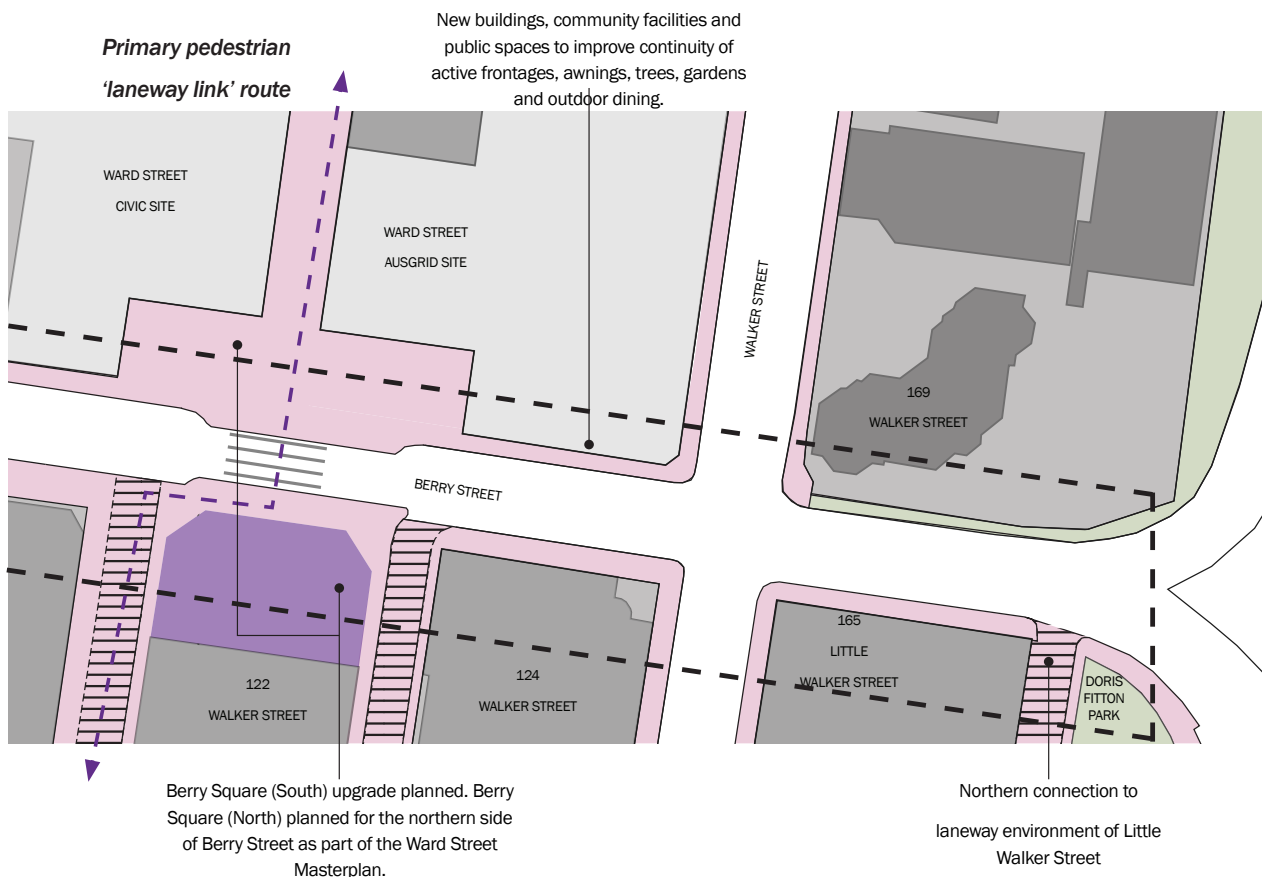 Primary pedestrian
‘laneway link’ route
New buildings, community facilities and
public spaces to improve continuity of
active frontages, awnings, trees, gardens
and outdoor dining.
WARD STREET
CIVIC SITE
WARD STREET
AUSGRID SITE
WALKER STREET
169
WALKER STREET
BERRY STREET
122
WALKER STREET
124
WALKER STREET
165
LITTLE
WALKER STREET
DORIS
FITTON
PARK
Berry Square (South) upgrade planned. Berry
Square (North) planned for the northern side
of Berry Street as part of the Ward Street
Masterplan.
Northern connection to
laneway environment of Little
Walker Street